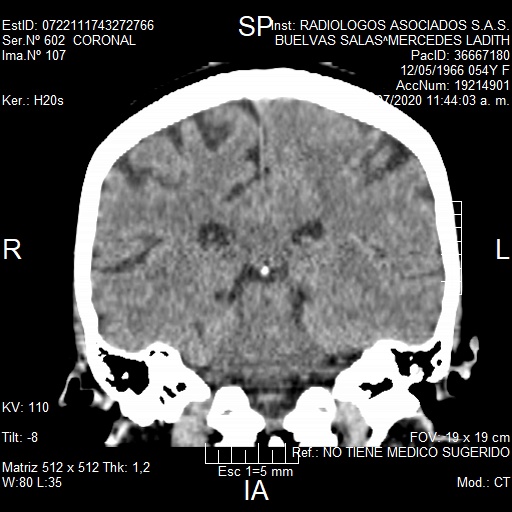 EstID: 0722111743272766
Ser.Nº 602 CORONAL
Ima.Nº 107
Ker.: H20s
SP
Inst: RADIOLOGOS ASOCIADOS S.A.S.
BUELVAS SALAS^MERCEDES LADITH
PacID: 36667180
12/05/1966 054Y F
AccNum: 19214901
07/2020 11:44:03 a. m.
R
L
KV: 110
Tilt: -8
Matriz 512 x 512 Thk: 1,2
W:80 L:35
Esc 1=5 mm
IA
FOV: 19 x 19 cm
Ref.: NO TIENE MEDICO SUGERIDO
Mod.: CT